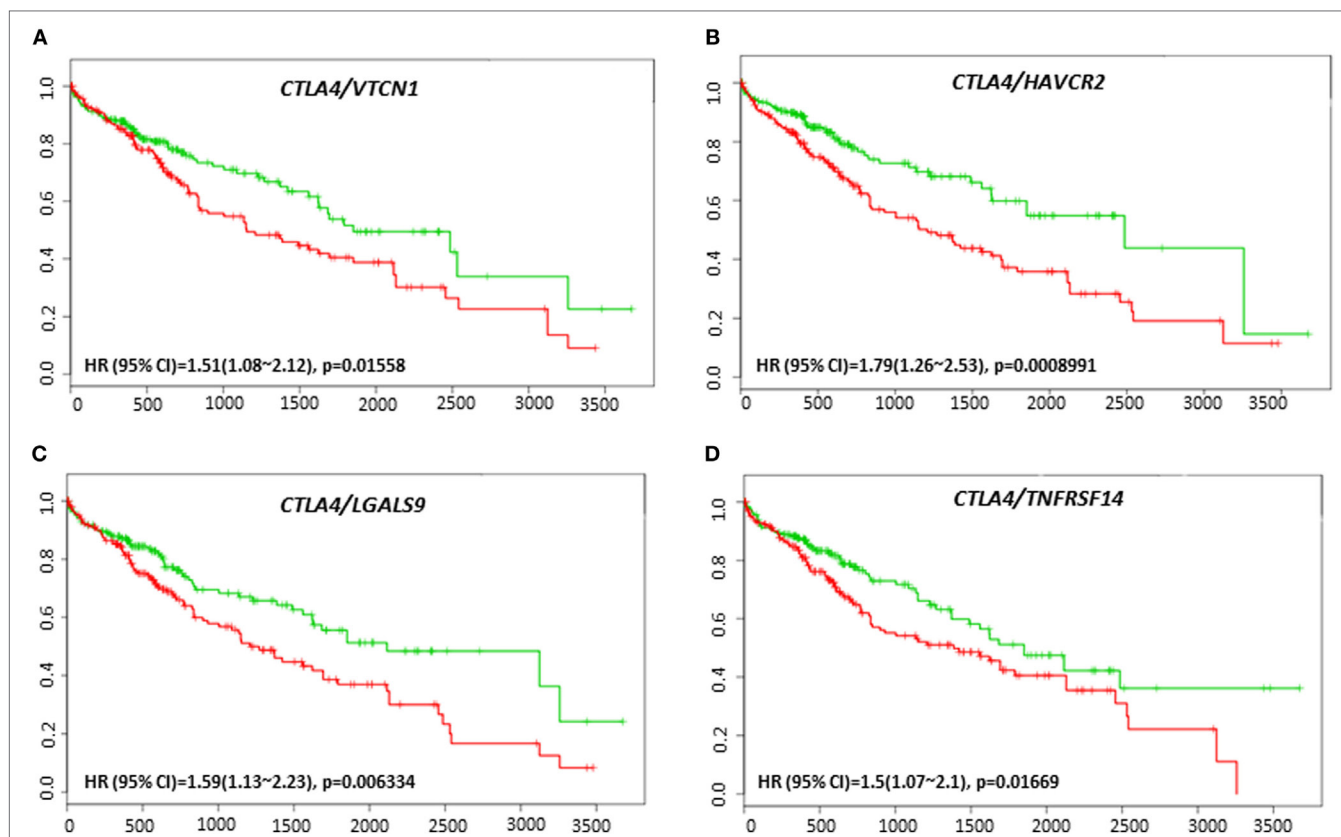 A
CTLA4/VTCN1
1.0
0.8
0.6
0.4
0.2
0.0
HR (95% CI)=1.51(1.08~2.12), p=0.01558
0 500 1000 1500 2000 2500 3000 3500
B
CTLA4/HAVCR2
1.0
0.8
0.6
0.4
0.2
0.0
HR (95% CI)=1.79(1.26~2.53), p=0.0008991
0 500 1000 1500 2000 2500 3000 3500
C
CTLA4/LGALS9
1.0
0.8
0.6
0.4
0.2
0.0
HR (95% CI)=1.59(1.13~2.23), p=0.006334
0 500 1000 1500 2000 2500 3000 3500
D
CTLA4/TNFRSF14
1.0
0.8
0.6
0.4
0.2
0.0
HR (95% CI)=1.5(1.07~2.1), p=0.01669
0 500 1000 1500 2000 2500 3000 3500